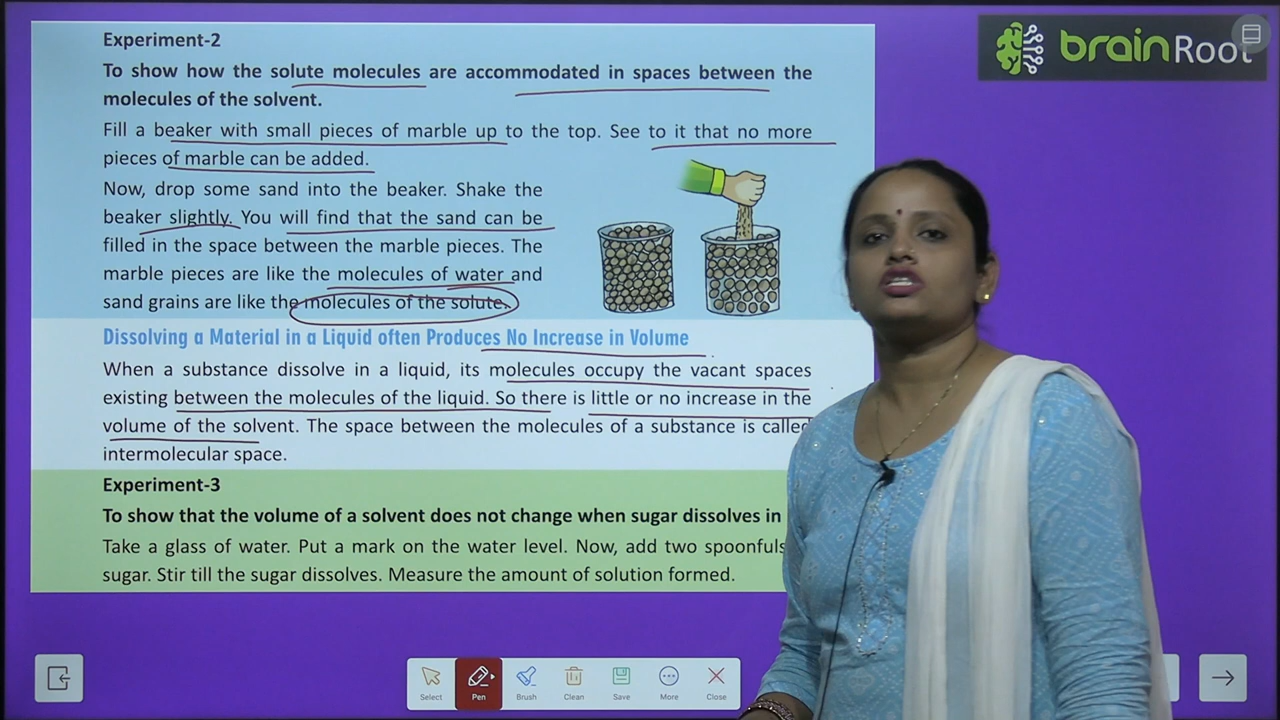 Experiment-2
To show how the solute molecules are accommodated in spaces between the
molecules of the solvent.
Fill a beaker with small pieces of marble up to the top. See to it that no more
pieces of marble can be added.
Now, drop some sand into the beaker. Shake the
beaker slightly. You will find that the sand can be
filled in the space between the marble pieces. The
marble pieces are like the molecules of water and
sand grains are like the molecules of the solute.
Dissolving a Material in a Liquid often Produces No Increase in Volume
When a substance dissolve in a liquid, its molecules occupy the vacant spaces
existing between the molecules of the liquid. So there is little or no increase in the
volume of the solvent. The space between the molecules of a substance is called
intermolecular space.
Experiment-3
To show that the volume of a solvent does not change when sugar dissolves in
Take a glass of water. Put a mark on the water level. Now, add two spoonfuls
sugar. Stir till the sugar dissolves. Measure the amount of solution formed.
brainRoot
Select Pen Brush Clean Save More Close